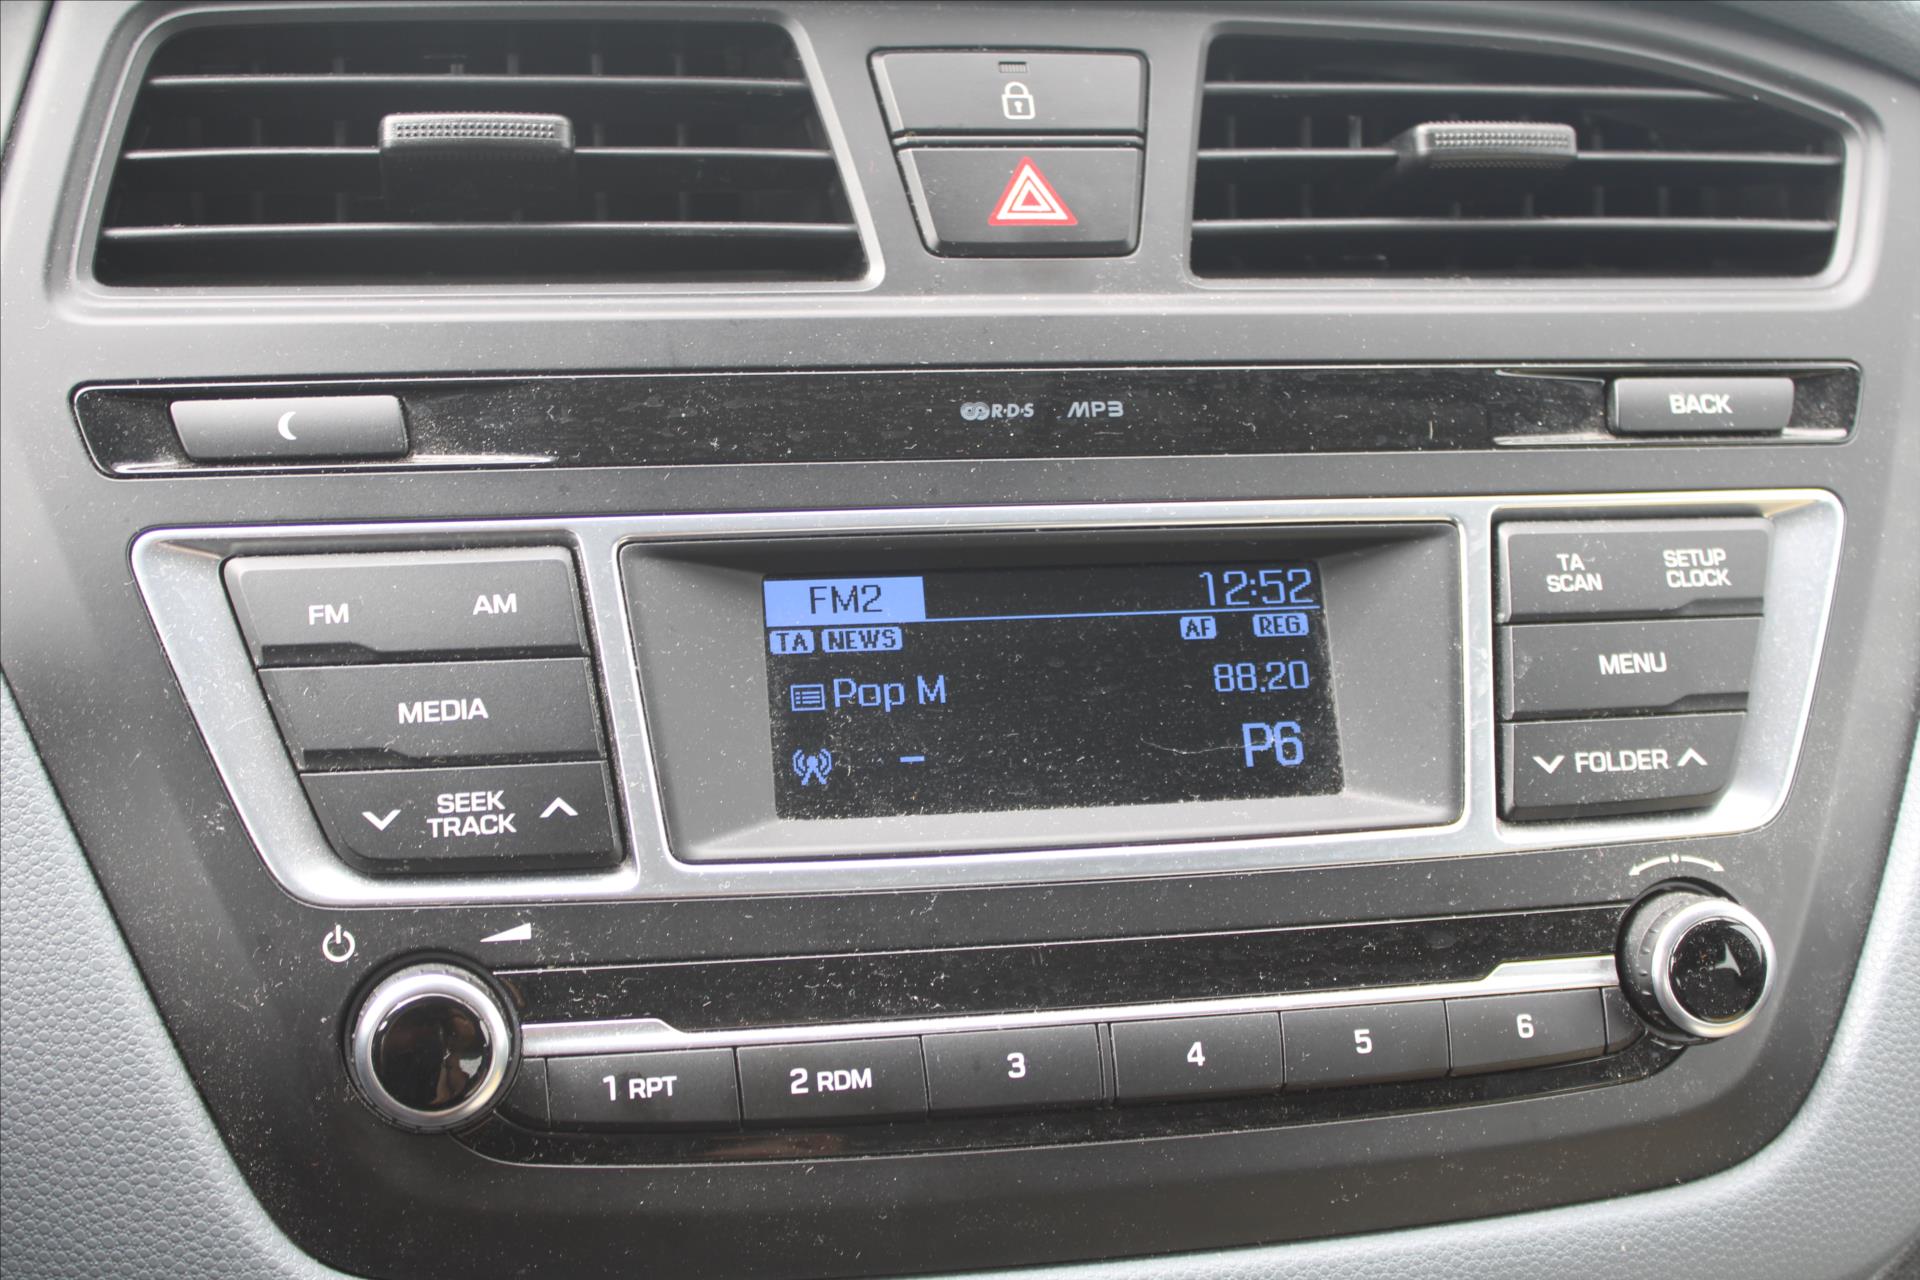 R·D·S MP3
BACK
FM AM
MEDIA
SEEK
TRACK
FM2 12:52
TA NEWS AF REG.
Pop M 88.20
– P6
TA
SCAN
SETUP
CLOCK
MENU
FOLDER
1 RPT 2 RDM 3 4 5 6